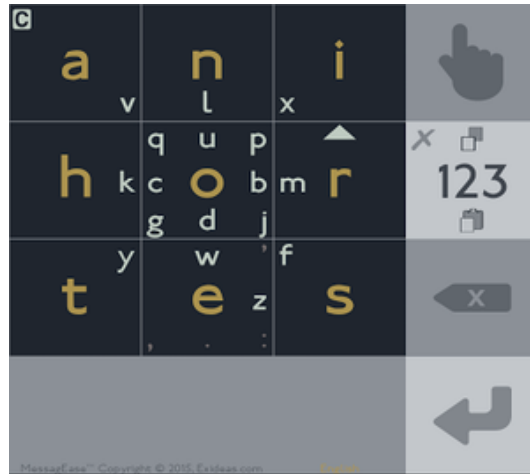 C
a n i
v l x
q u p
h k c o b m r 123
g d j
y w ' f
t e z s x
, . :
MessagEase™ Copyright © 2015, Exideas.com